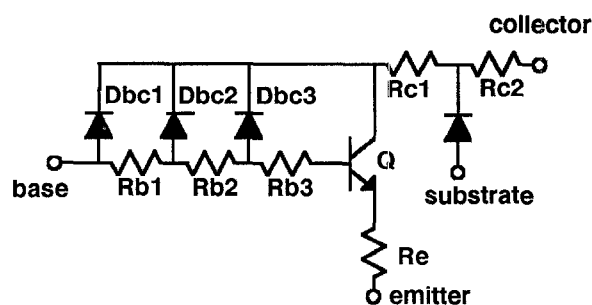 collector
Dbc1 Dbc2 Dbc3
Rc1 Rc2
Q
base
Rb1 Rb2 Rb3
substrate
Re
emitter